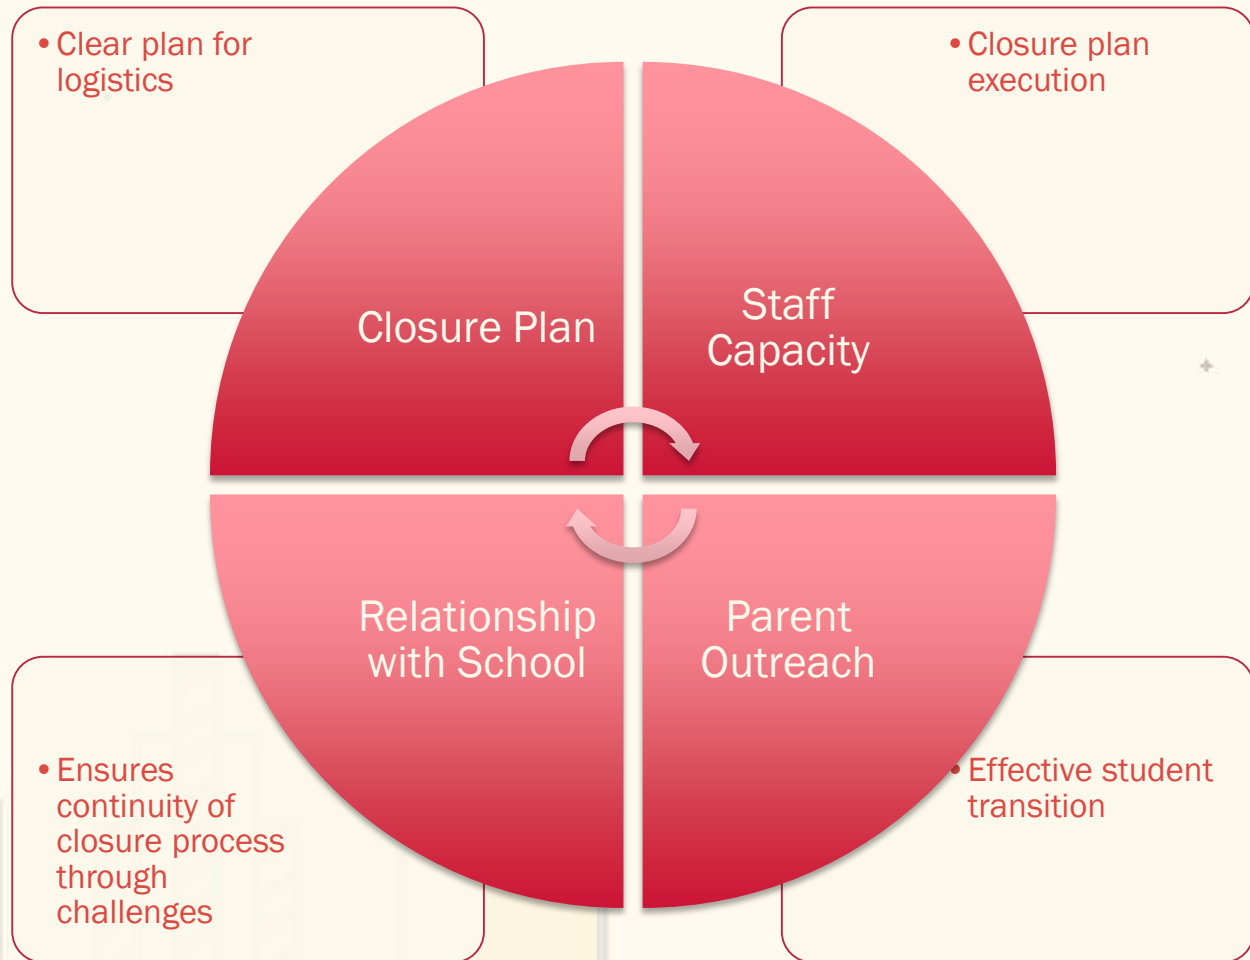 • Clear plan for
logistics
• Closure plan
execution
Closure Plan
Staff
Capacity
Relationship
with School
Parent
Outreach
• Ensures
continuity of
closure process
through
challenges
• Effective student
transition